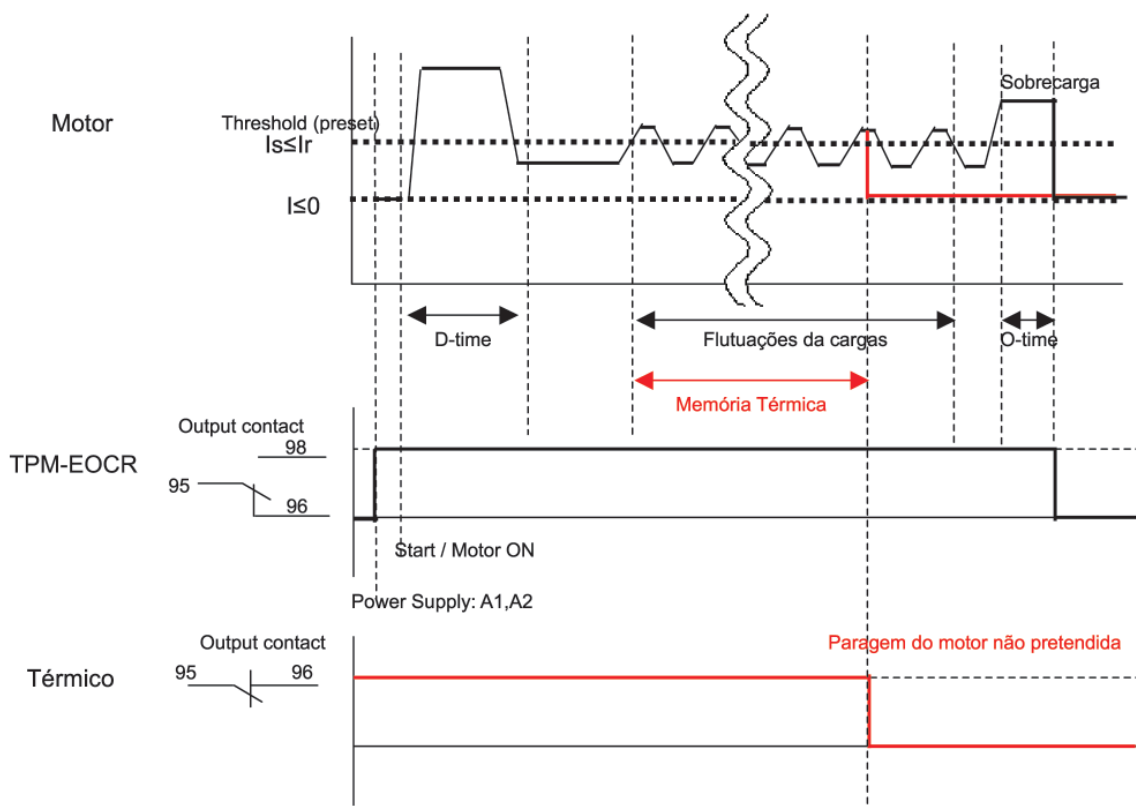 Sobrecarga
Motor
Threshold (preset)
Is≤Ir
I≤0
D-time
Flutuações da cargas
O-time
Memória Térmica
Output contact
98
TPM-EOCR
95
96
Start / Motor ON
Power Supply: A1,A2
Output contact
Paragem do motor não pretendida
95
96
Térmico